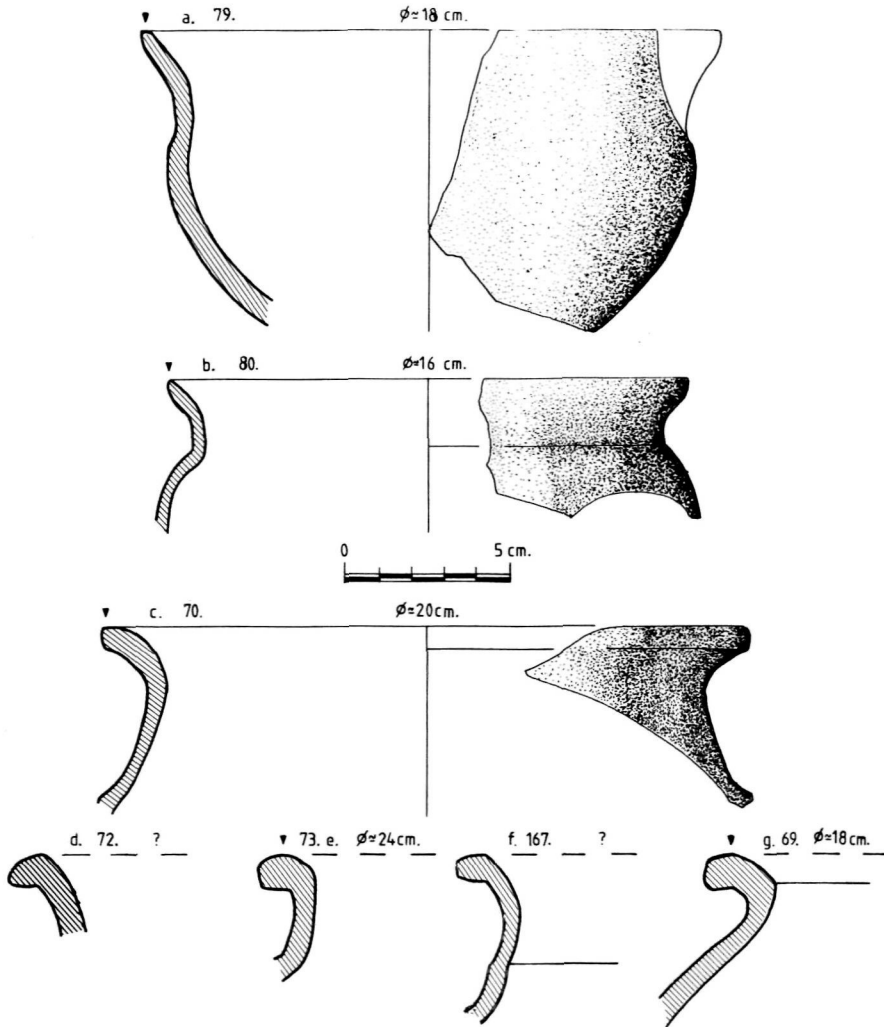 a. 79. ø≃18 cm.
b. 80. ø≃16 cm.
0 5 cm.
c. 70. ø≃20cm.
d. 72. ? 73. e. ø≃24cm. f. 167. ? g. 69. ø≃18cm.